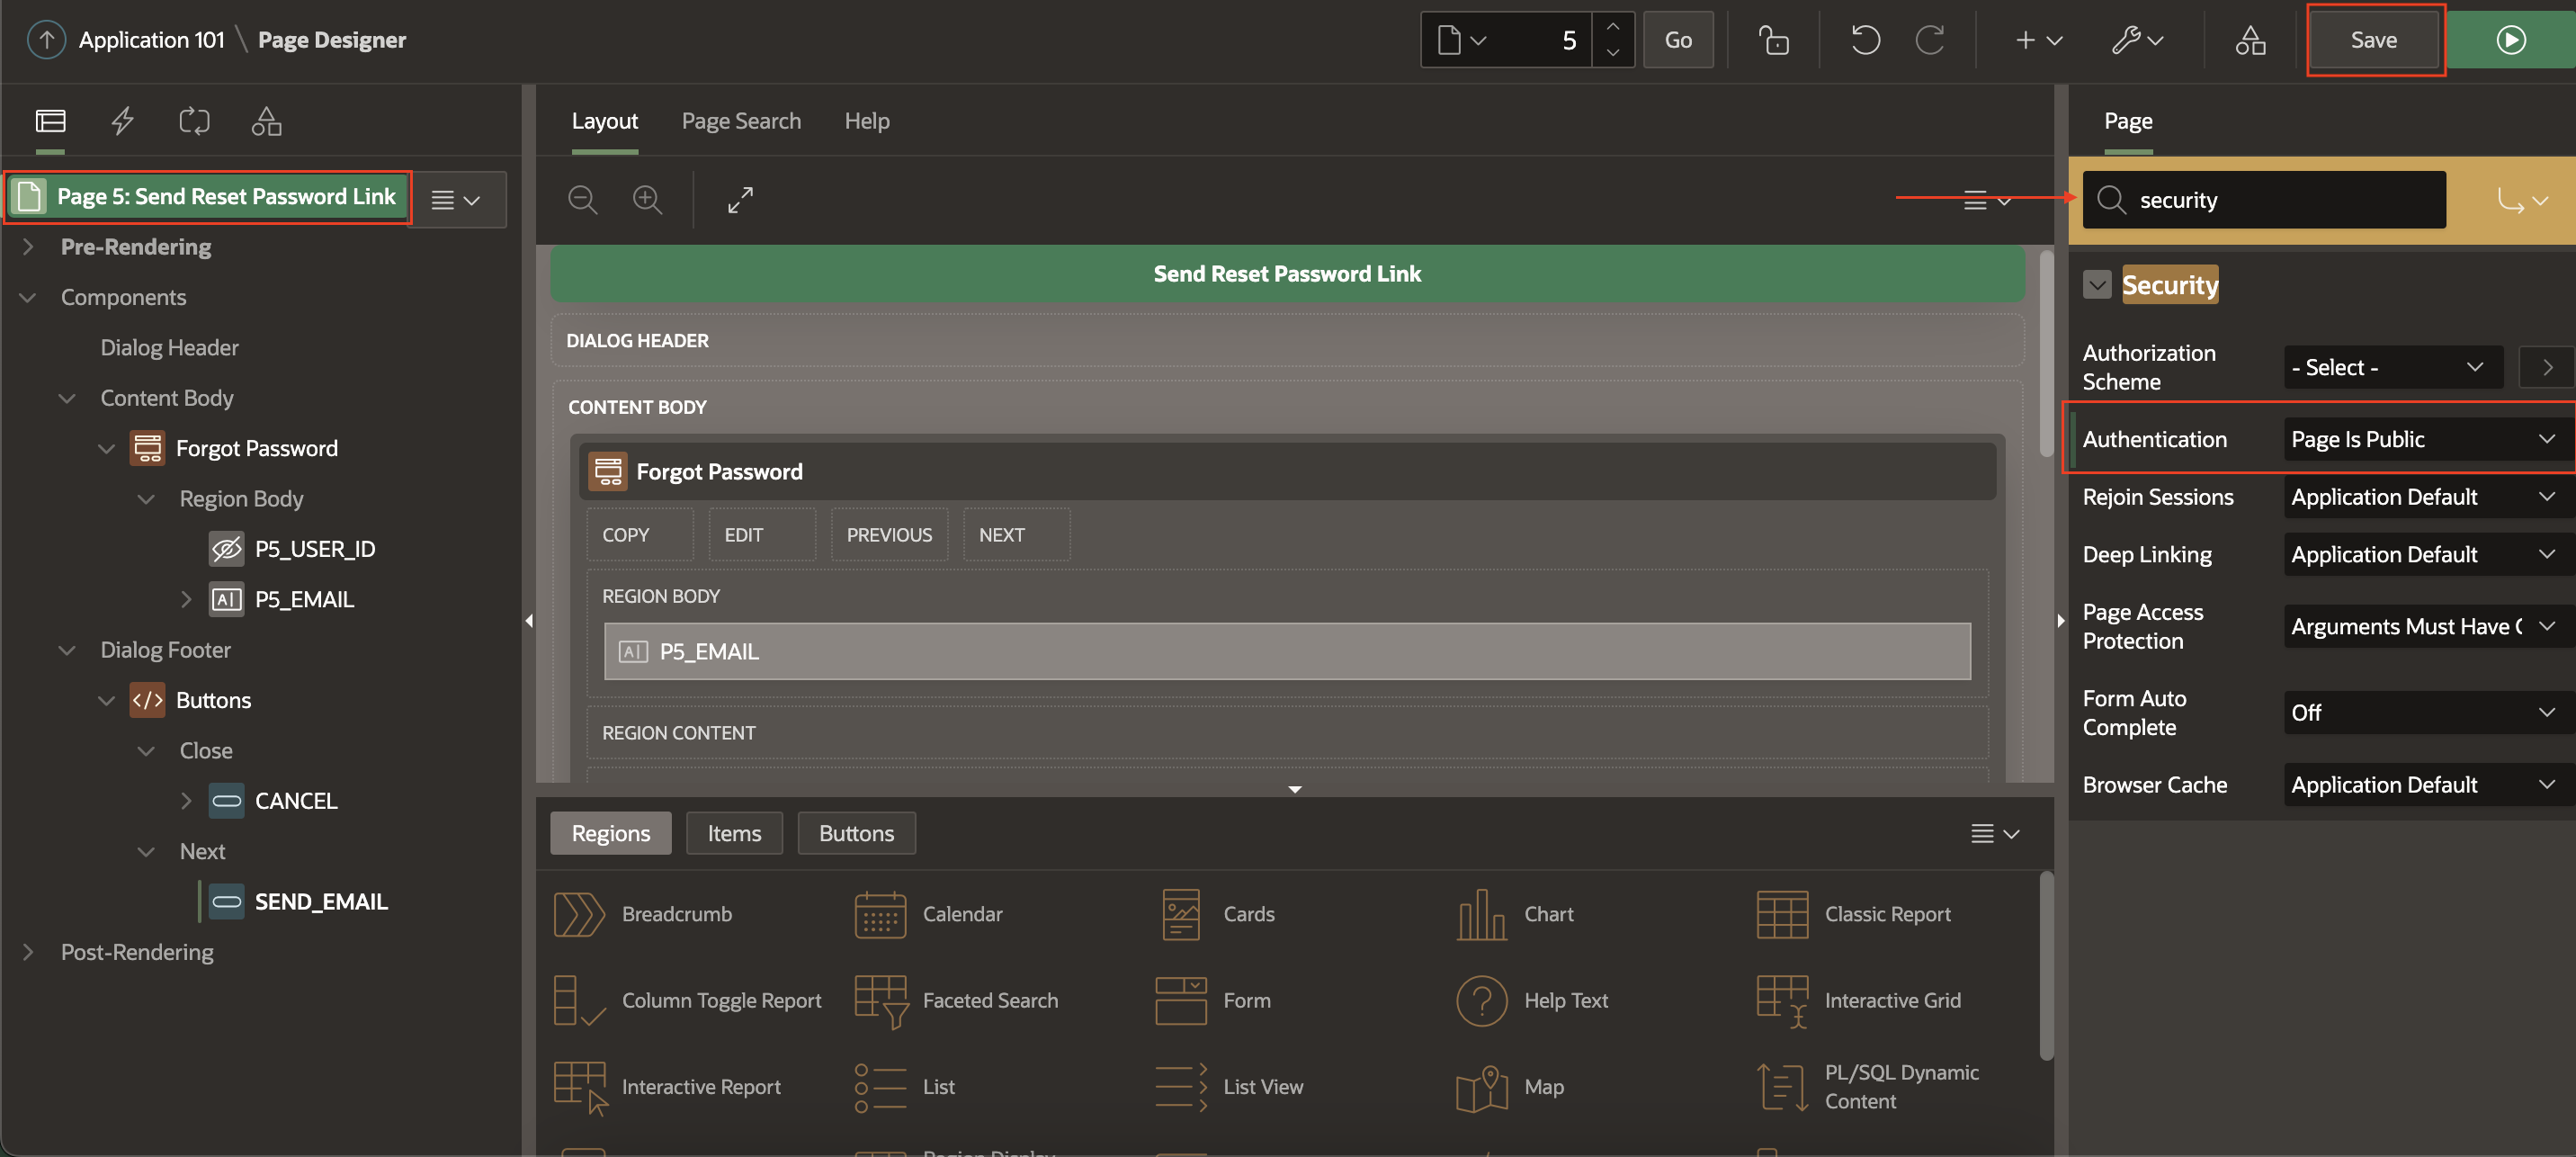 Application 101 \ Page Designer
5
Go
Save
Layout
Page Search
Help
Page
Page 5: Send Reset Password Link
Pre-Rendering
Components
Dialog Header
Content Body
Forgot Password
Region Body
P5_USER_ID
P5_EMAIL
Dialog Footer
Buttons
Close
CANCEL
Next
SEND_EMAIL
Post-Rendering
Send Reset Password Link
DIALOG HEADER
CONTENT BODY
Forgot Password
COPY
EDIT
PREVIOUS
NEXT
REGION BODY
P5_EMAIL
REGION CONTENT
Regions
Items
Buttons
Breadcrumb
Calendar
Cards
Chart
Classic Report
Column Toggle Report
Faceted Search
Form
Help Text
Interactive Grid
Interactive Report
List
List View
Map
PL/SQL Dynamic
Content
Region Display
security
Security
Authorization
Scheme
- Select -
Authentication
Page Is Public
Rejoin Sessions
Application Default
Deep Linking
Application Default
Page Access
Protection
Arguments Must Have
Form Auto
Complete
Off
Browser Cache
Application Default